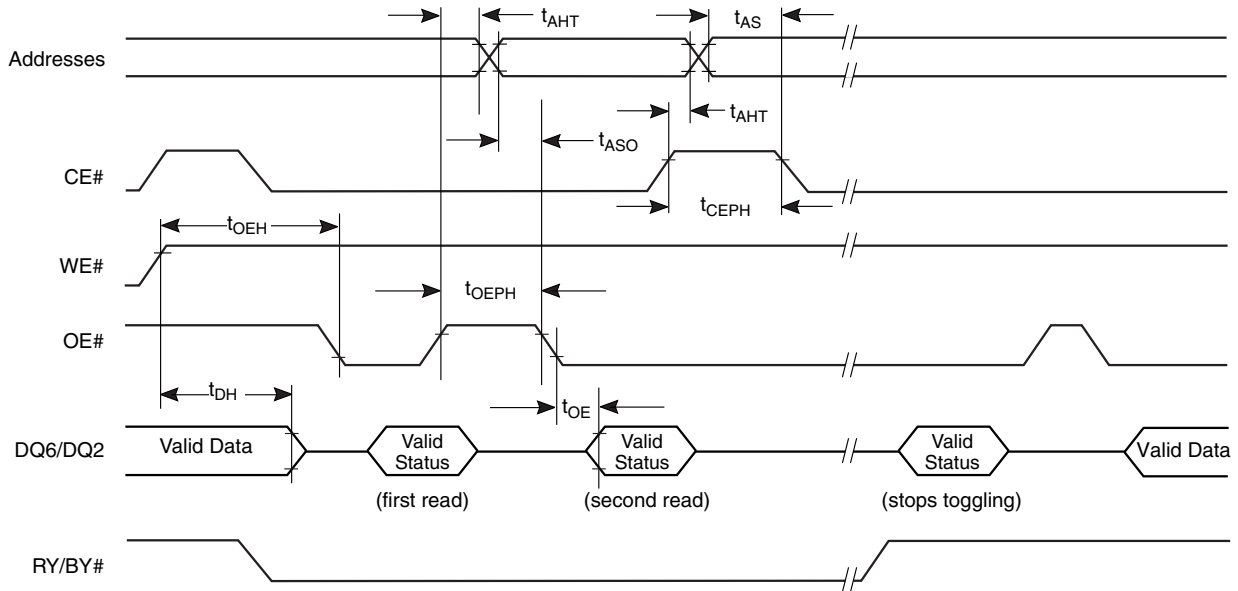 tAHT
tAS
Addresses
tAHT
tASO
CE#
tCEPH
tOEH
WE#
tOEPH
OE#
tDH
tOE
DQ6/DQ2
Valid Data
Valid
Status
Valid
Status
Valid
Status
Valid Data
(first read)
(second read)
(stops toggling)
RY/BY#